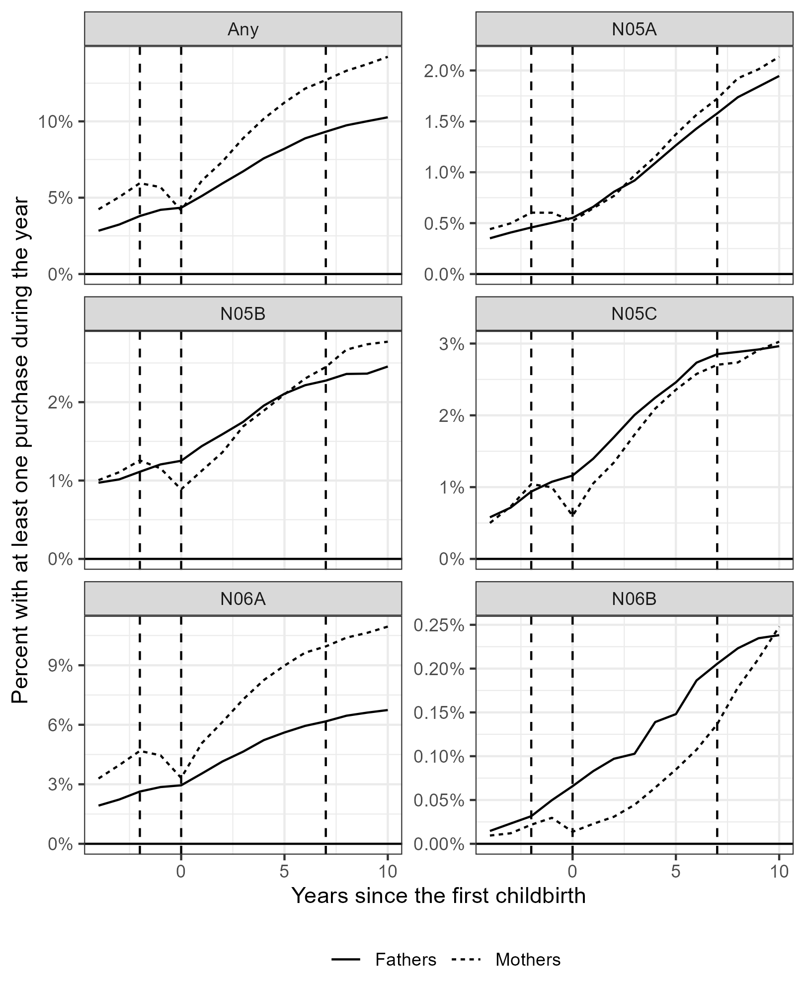 Percent with at least one purchase during the year
Any
10%
5%
0%
N05A
2.0%
1.5%
1.0%
0.5%
0.0%
N05B
2%
1%
0%
N05C
3%
2%
1%
0%
N06A
9%
6%
3%
0%
0 5 10
N06B
0.25%
0.20%
0.15%
0.10%
0.05%
0.00%
0 5 10
Years since the first childbirth
Fathers Mothers